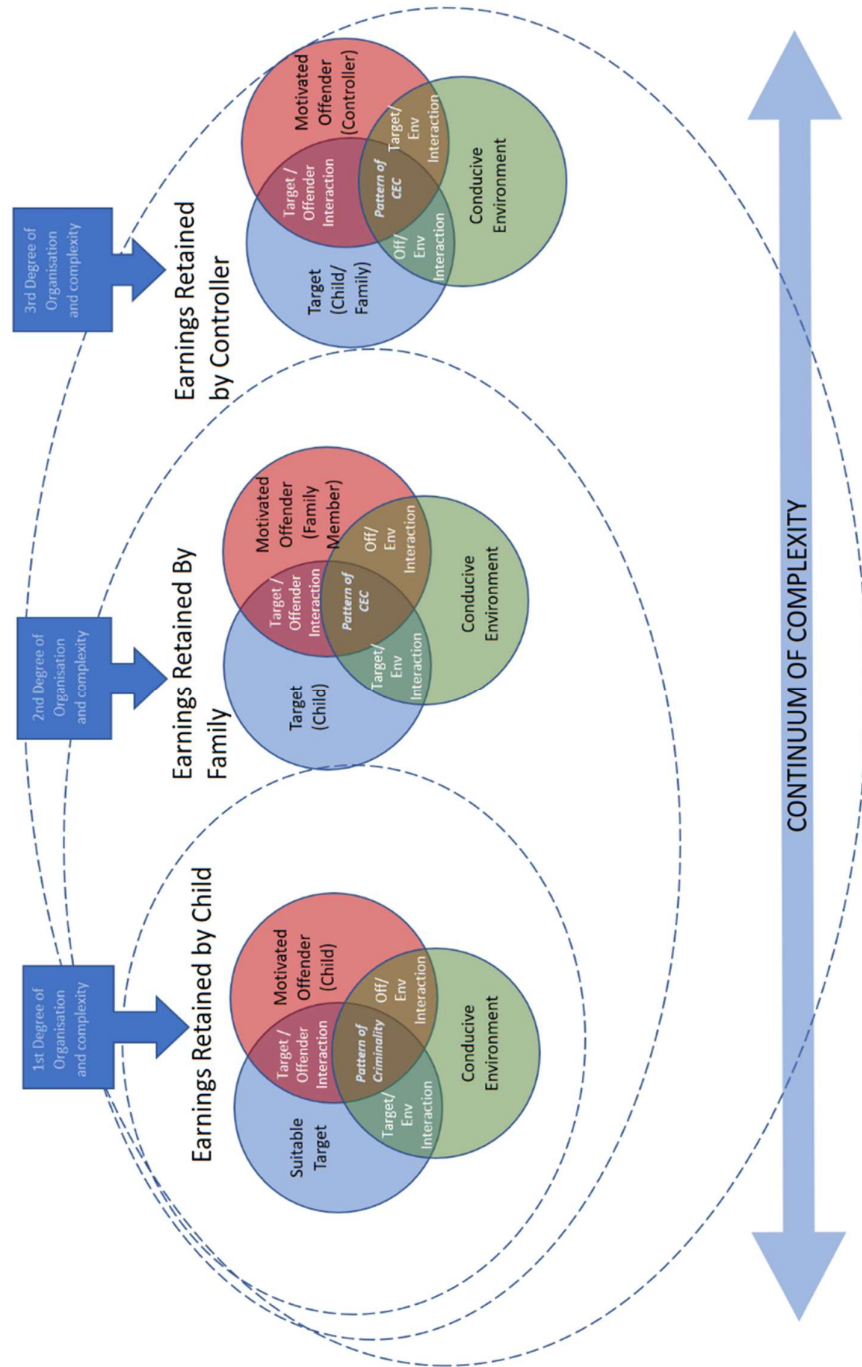 1st Degree of
Organisation
and complexity
Earnings Retained by Child
Suitable
Target
Target /
Offender
Interaction
Motivated
Offender
(Child)
Pattern of
Criminality
Target/
Env
Interaction
Off/
Env
Interaction
Conducive
Environment
2nd Degree of
Organisation
and complexity
Earnings Retained By
Family
Target
(Child)
Target /
Offender
Interaction
Motivated
Offender
(Family
Member)
Pattern of
CEC
Target/
Env
Interaction
Off/
Env
Interaction
Conducive
Environment
3rd Degree of
Organisation
and complexity
Earnings Retained
by Controller
Target
(Child/
Family)
Target /
Offender
Interaction
Motivated
Offender
(Controller)
Pattern of
CEC
Off/
Env
Interaction
Target/
Env
Interaction
Conducive
Environment
CONTINUUM OF COMPLEXITY